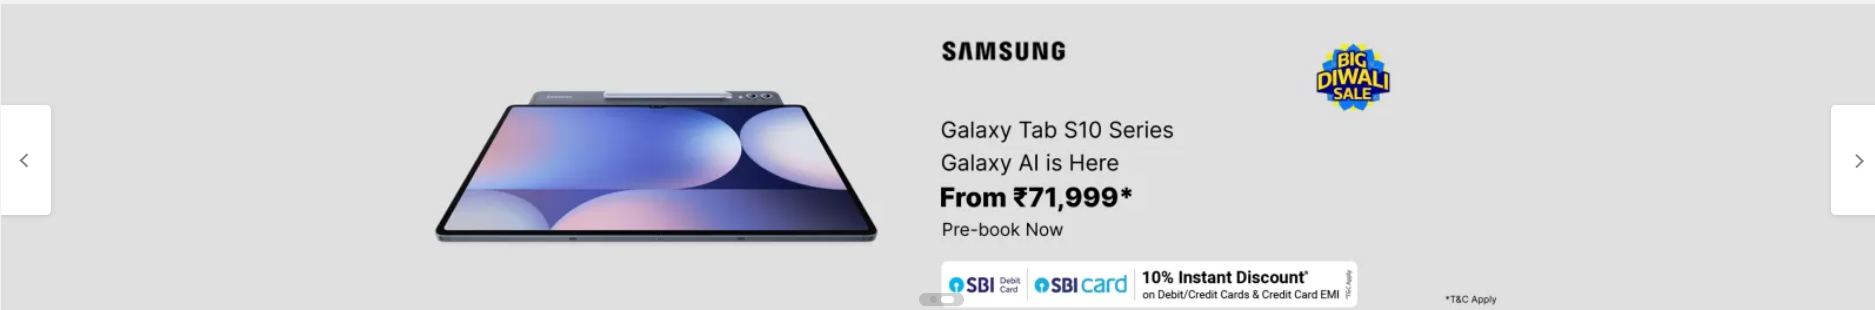 SAMSUNG
BIG
DIWALI
SALE
Galaxy Tab S10 Series
Galaxy AI is Here
From ₹71,999*
Pre-book Now
SBI Debit Card
SBI card
10% Instant Discount*
on Debit/Credit Cards & Credit Card EMI
*T&C Apply
*T&C Apply